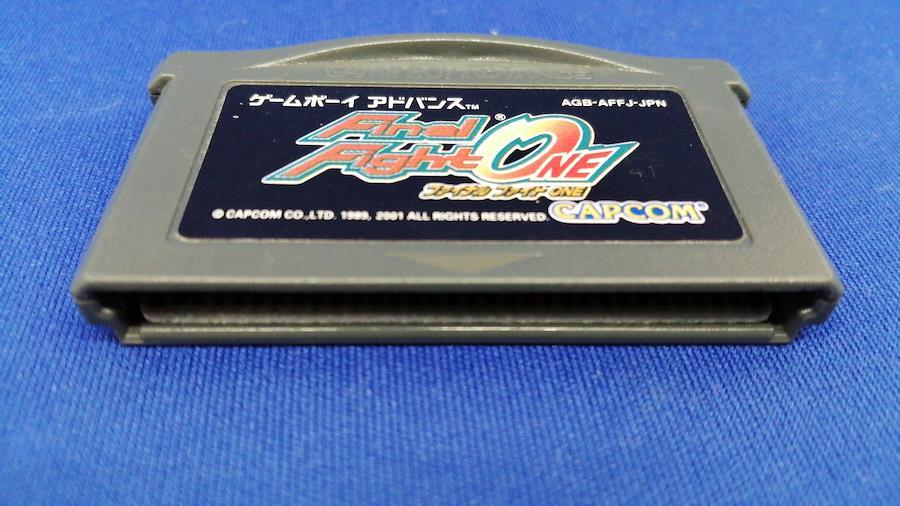 GAME BOY ADVANCE
ゲームボーイ アドバンス™ AGB-AFFJ-JPN
Final Fight ONE®
ファイナル ファイト ONE
© CAPCOM CO.,LTD. 1989, 2001 ALL RIGHTS RESERVED. CAPCOM®